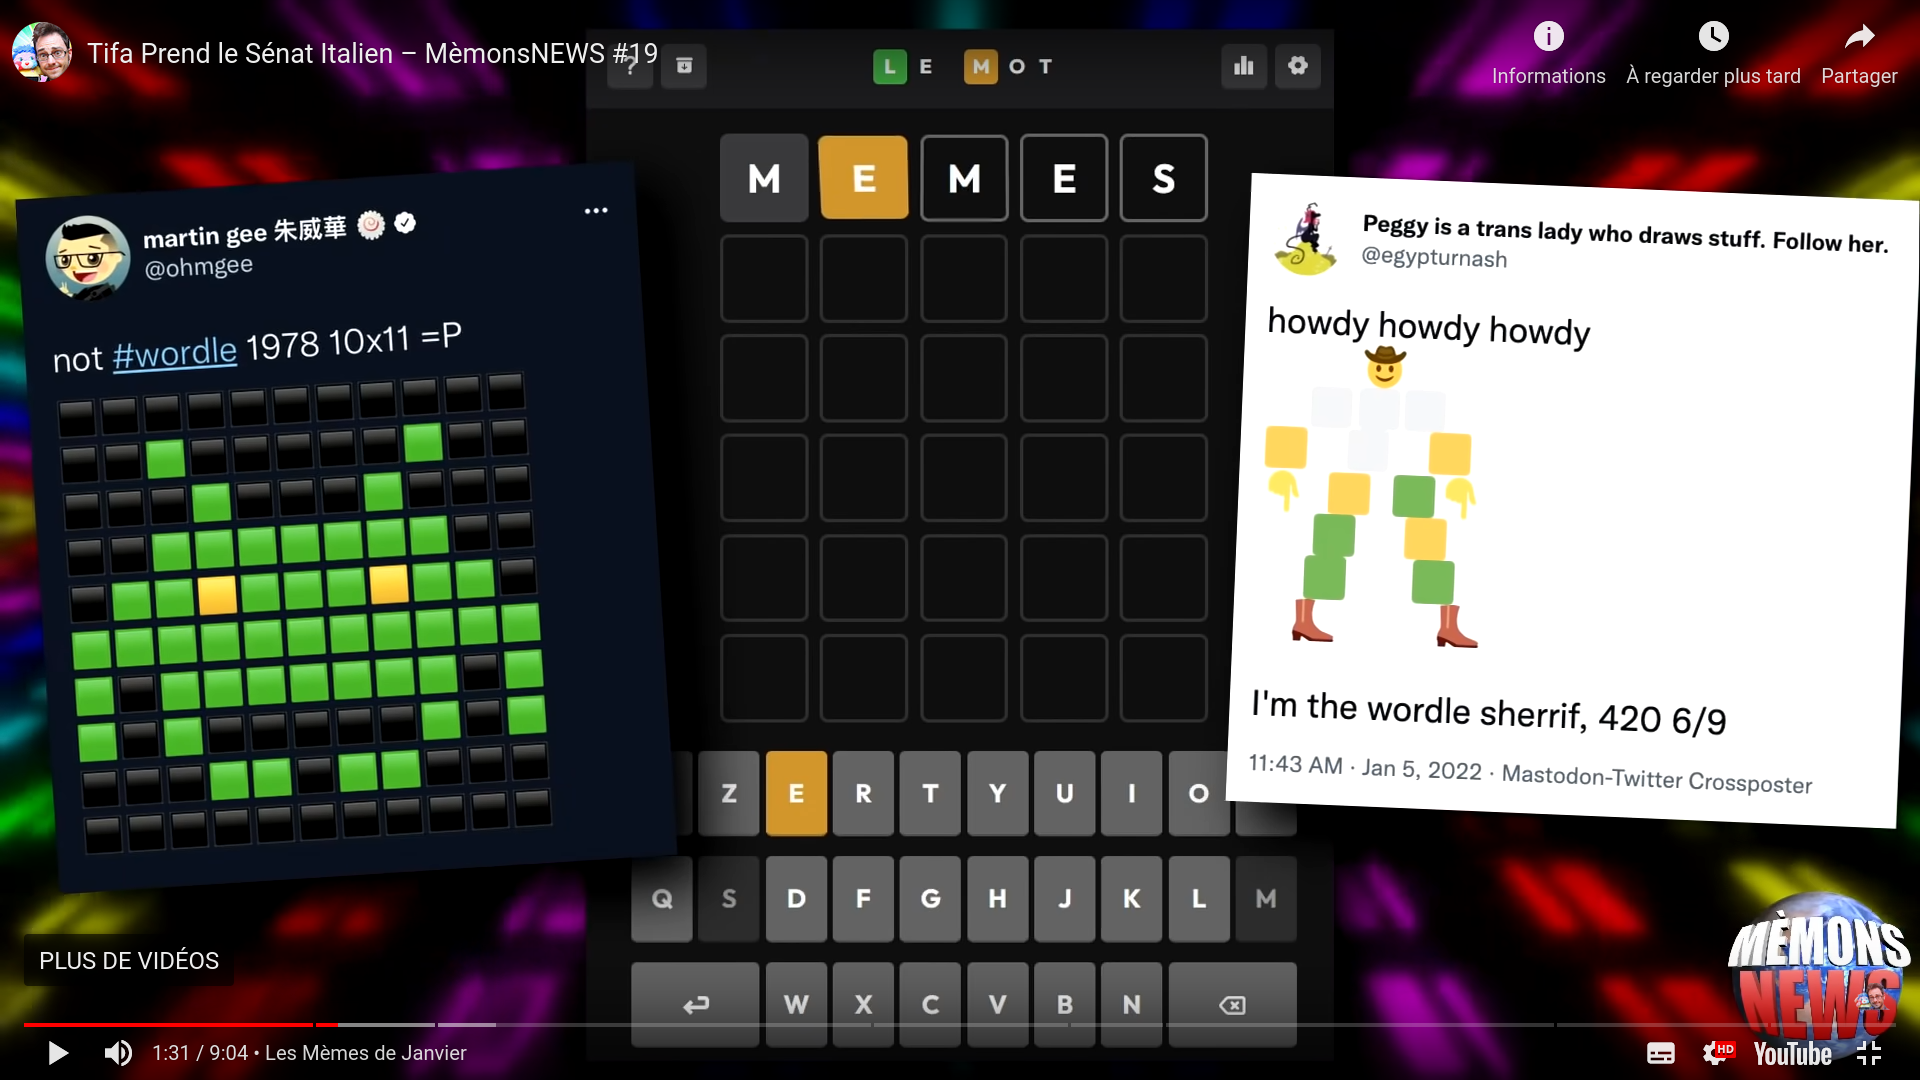 Tifa Prend le Sénat Italien – MèmonsNEWS #19
?
LE MOT
Informations
À regarder plus tard
Partager
MEMES
martin gee 朱威華
@ohmgee
not #wordle 1978 10x11 =P
Peggy is a trans lady who draws stuff. Follow her.
@egypturnash
howdy howdy howdy
I'm the wordle sherrif, 420 6/9
11:43 AM · Jan 5, 2022 · Mastodon-Twitter Crossposter
Z E R T Y U I O
Q S D F G H J K L M
W X C V B N
PLUS DE VIDÉOS
MÈMONS
NEWS
1:31 / 9:04 • Les Mèmes de Janvier
HD
YouTube